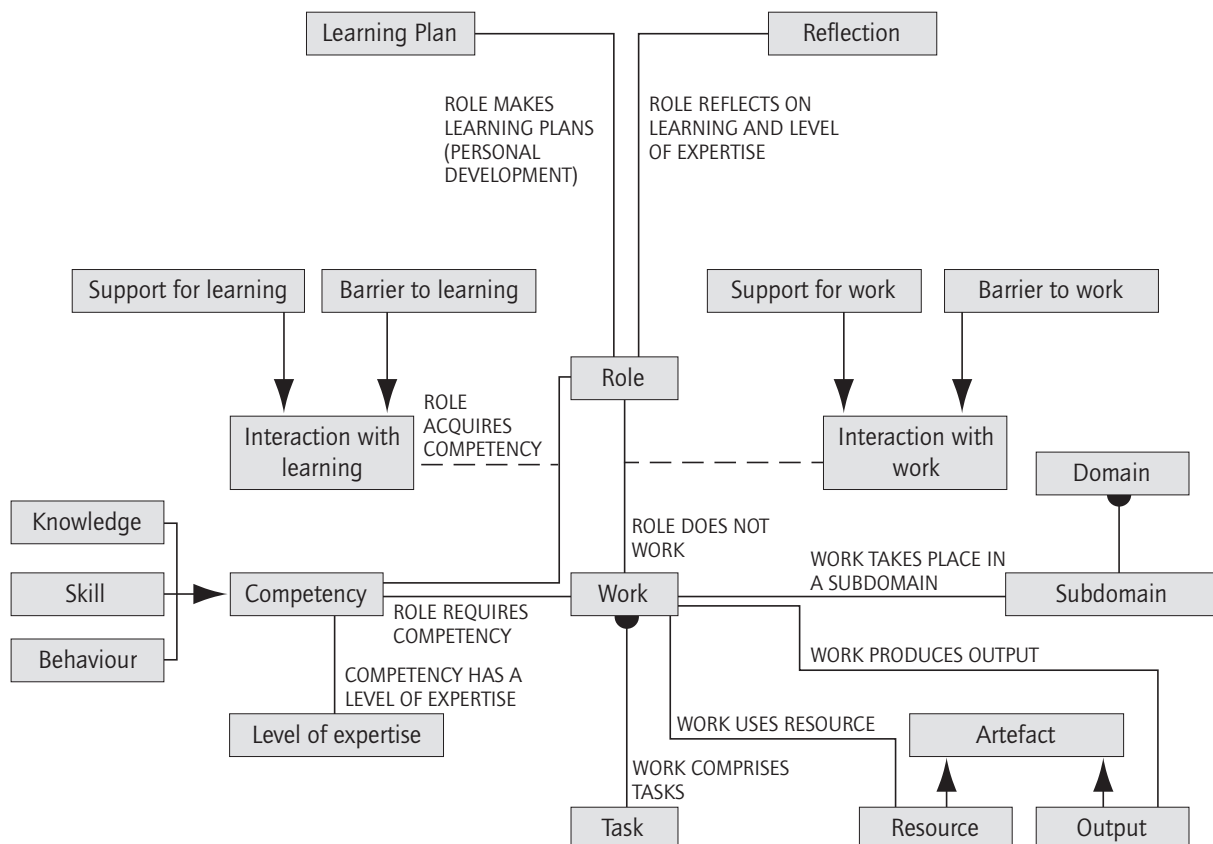 Learning Plan
Reflection
ROLE MAKES
LEARNING PLANS
(PERSONAL
DEVELOPMENT)
ROLE REFLECTS ON
LEARNING AND LEVEL
OF EXPERTISE
Support for learning
Barrier to learning
Support for work
Barrier to work
Role
ROLE
ACQUIRES
COMPETENCY
Interaction with
learning
Interaction with
work
Domain
Knowledge
ROLE DOES NOT
WORK
WORK TAKES PLACE IN
A SUBDOMAIN
Skill
Competency
Work
Subdomain
ROLE REQUIRES
COMPETENCY
Behaviour
WORK PRODUCES OUTPUT
COMPETENCY HAS A
LEVEL OF EXPERTISE
Level of expertise
WORK USES RESOURCE
Artefact
WORK COMPRISES
TASKS
Task
Resource
Output